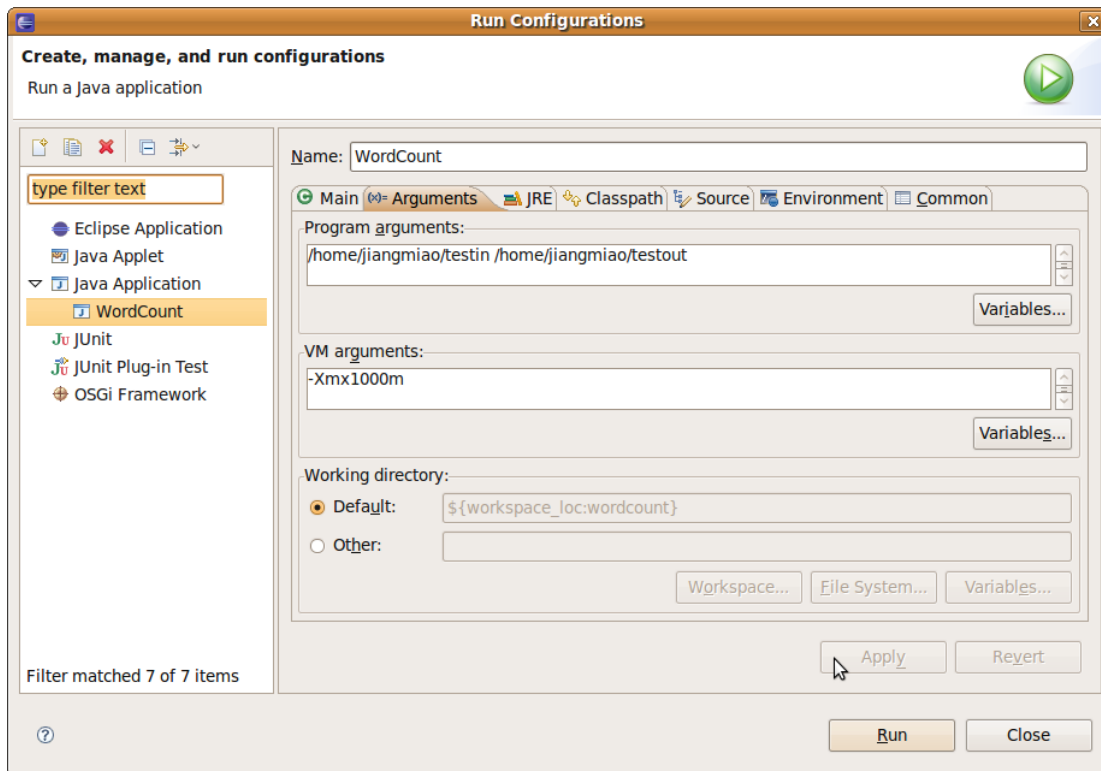 Run Configurations
Create, manage, and run configurations
Run a Java application
type filter text
Eclipse Application
Java Applet
Java Application
WordCount
JUnit
JUnit Plug-in Test
OSGi Framework
Filter matched 7 of 7 items
Name: WordCount
Main (x)= Arguments JRE Classpath Source Environment Common
Program arguments:
/home/jiangmiao/testin /home/jiangmiao/testout
Variables...
VM arguments:
-Xmx1000m
Variables...
Working directory:
Default: ${workspace_loc:wordcount}
Other:
Workspace... File System... Variables...
Apply Revert
Run Close